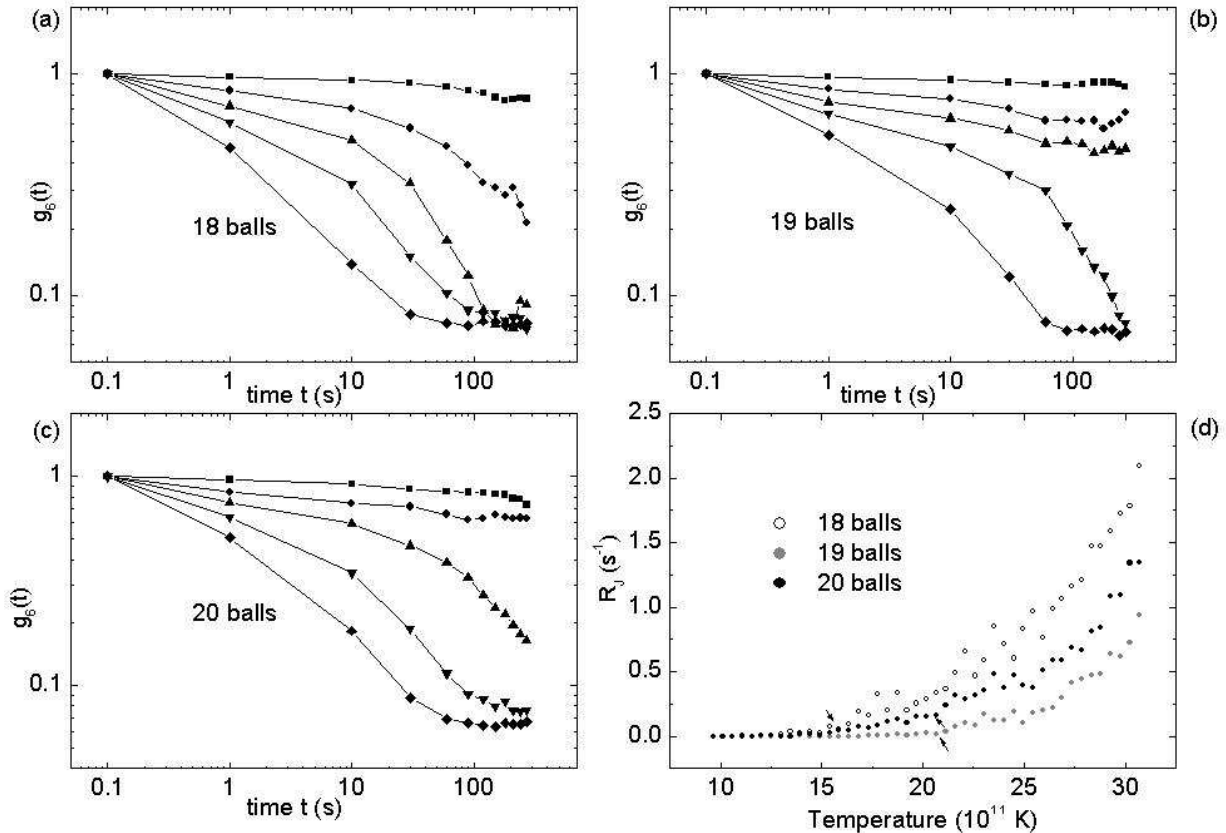 (a)
1
0.1
g₆(t)
18 balls
0.1 1 10 100
time t (s)
(b)
1
0.1
g₆(t)
19 balls
0.1 1 10 100
time t (s)
(c)
1
0.1
g₆(t)
20 balls
0.1 1 10 100
time t (s)
(d)
2.5
2.0
1.5
1.0
0.5
0.0
R_J (s⁻¹)
18 balls
19 balls
20 balls
10 15 20 25 30
Temperature (10¹¹ K)